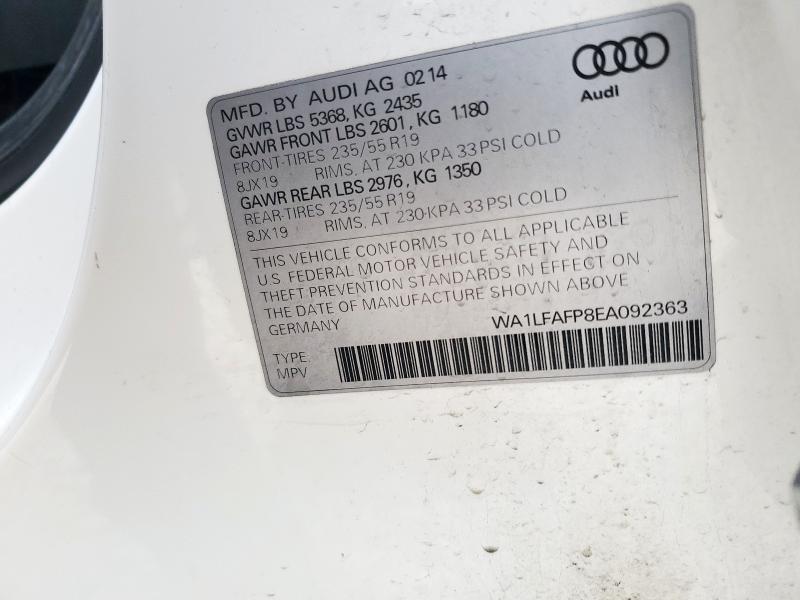 MFD. BY AUDI AG 0214
GVWR LBS 5368, KG 2435
GAWR FRONT LBS 2601, KG 1180
FRONT-TIRES 235/55 R19
8JX19 RIMS, AT 230 KPA 33 PSI COLD
GAWR REAR LBS 2976, KG 1350
REAR-TIRES 235/55 R19
8JX19 RIMS, AT 230 KPA 33 PSI COLD
THIS VEHICLE CONFORMS TO ALL APPLICABLE
U.S. FEDERAL MOTOR VEHICLE SAFETY AND
THEFT PREVENTION STANDARDS IN EFFECT ON
THE DATE OF MANUFACTURE SHOWN ABOVE
GERMANY
WA1LFAFP8EA092363
TYPE:
MPV
Audi